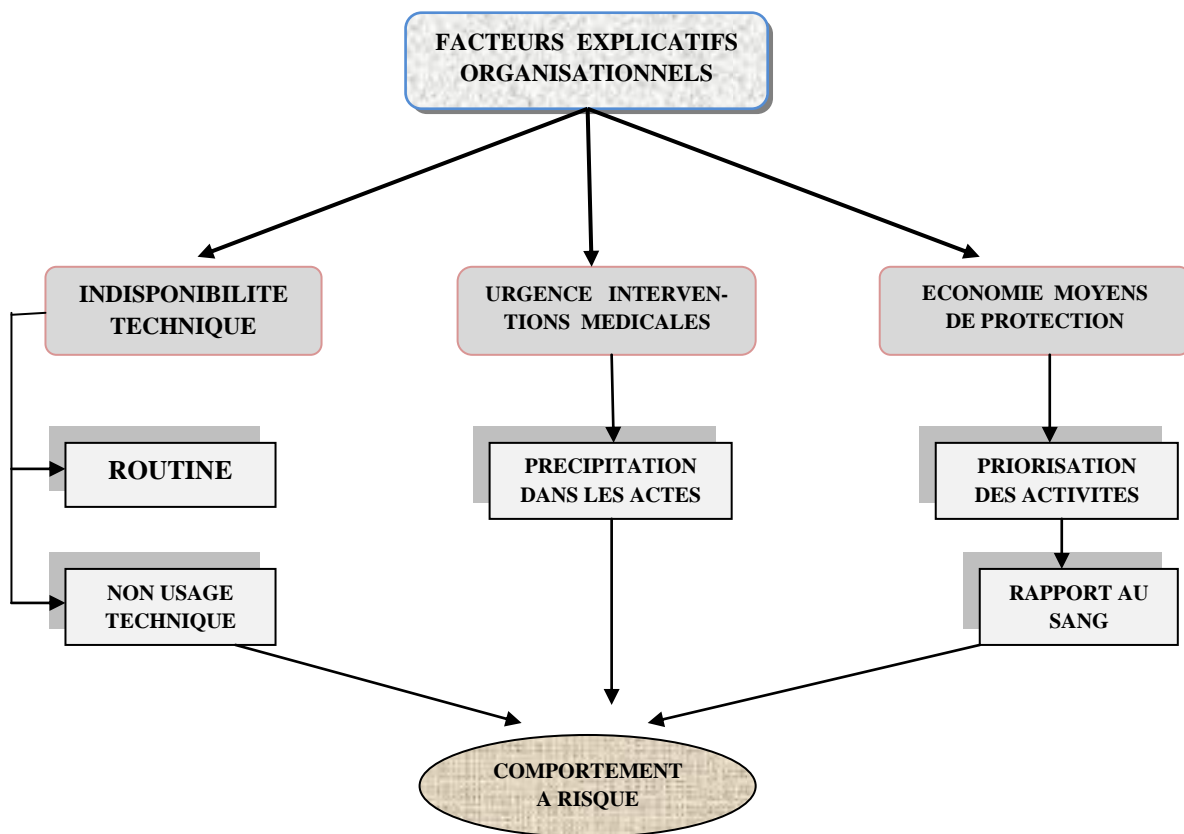 FACTEURS EXPLICATIFS
ORGANISATIONNELS
INDISPONIBILITE
TECHNIQUE
URGENCE INTERVEN-
TIONS MEDICALES
ECONOMIE MOYENS
DE PROTECTION
ROUTINE
PRECIPITATION
DANS LES ACTES
PRIORISATION
DES ACTIVITES
NON USAGE
TECHNIQUE
RAPPORT AU
SANG
COMPORTEMENT
A RISQUE